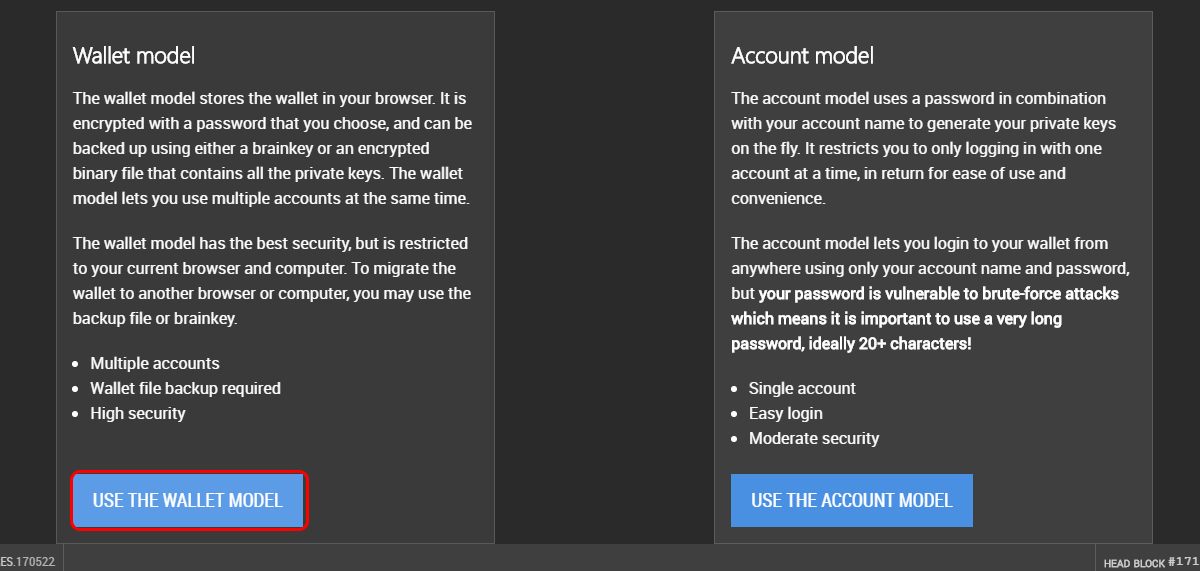 Wallet model
The wallet model stores the wallet in your browser. It is
encrypted with a password that you choose, and can be
backed up using either a brainkey or an encrypted
binary file that contains all the private keys. The wallet
model lets you use multiple accounts at the same time.
The wallet model has the best security, but is restricted
to your current browser and computer. To migrate the
wallet to another browser or computer, you may use the
backup file or brainkey.
• Multiple accounts
• Wallet file backup required
• High security
USE THE WALLET MODEL
Account model
The account model uses a password in combination
with your account name to generate your private keys
on the fly. It restricts you to only logging in with one
account at a time, in return for ease of use and
convenience.
The account model lets you login to your wallet from
anywhere using only your account name and password,
but your password is vulnerable to brute-force attacks
which means it is important to use a very long
password, ideally 20+ characters!
• Single account
• Easy login
• Moderate security
USE THE ACCOUNT MODEL
ES.170522
HEAD BLOCK #171